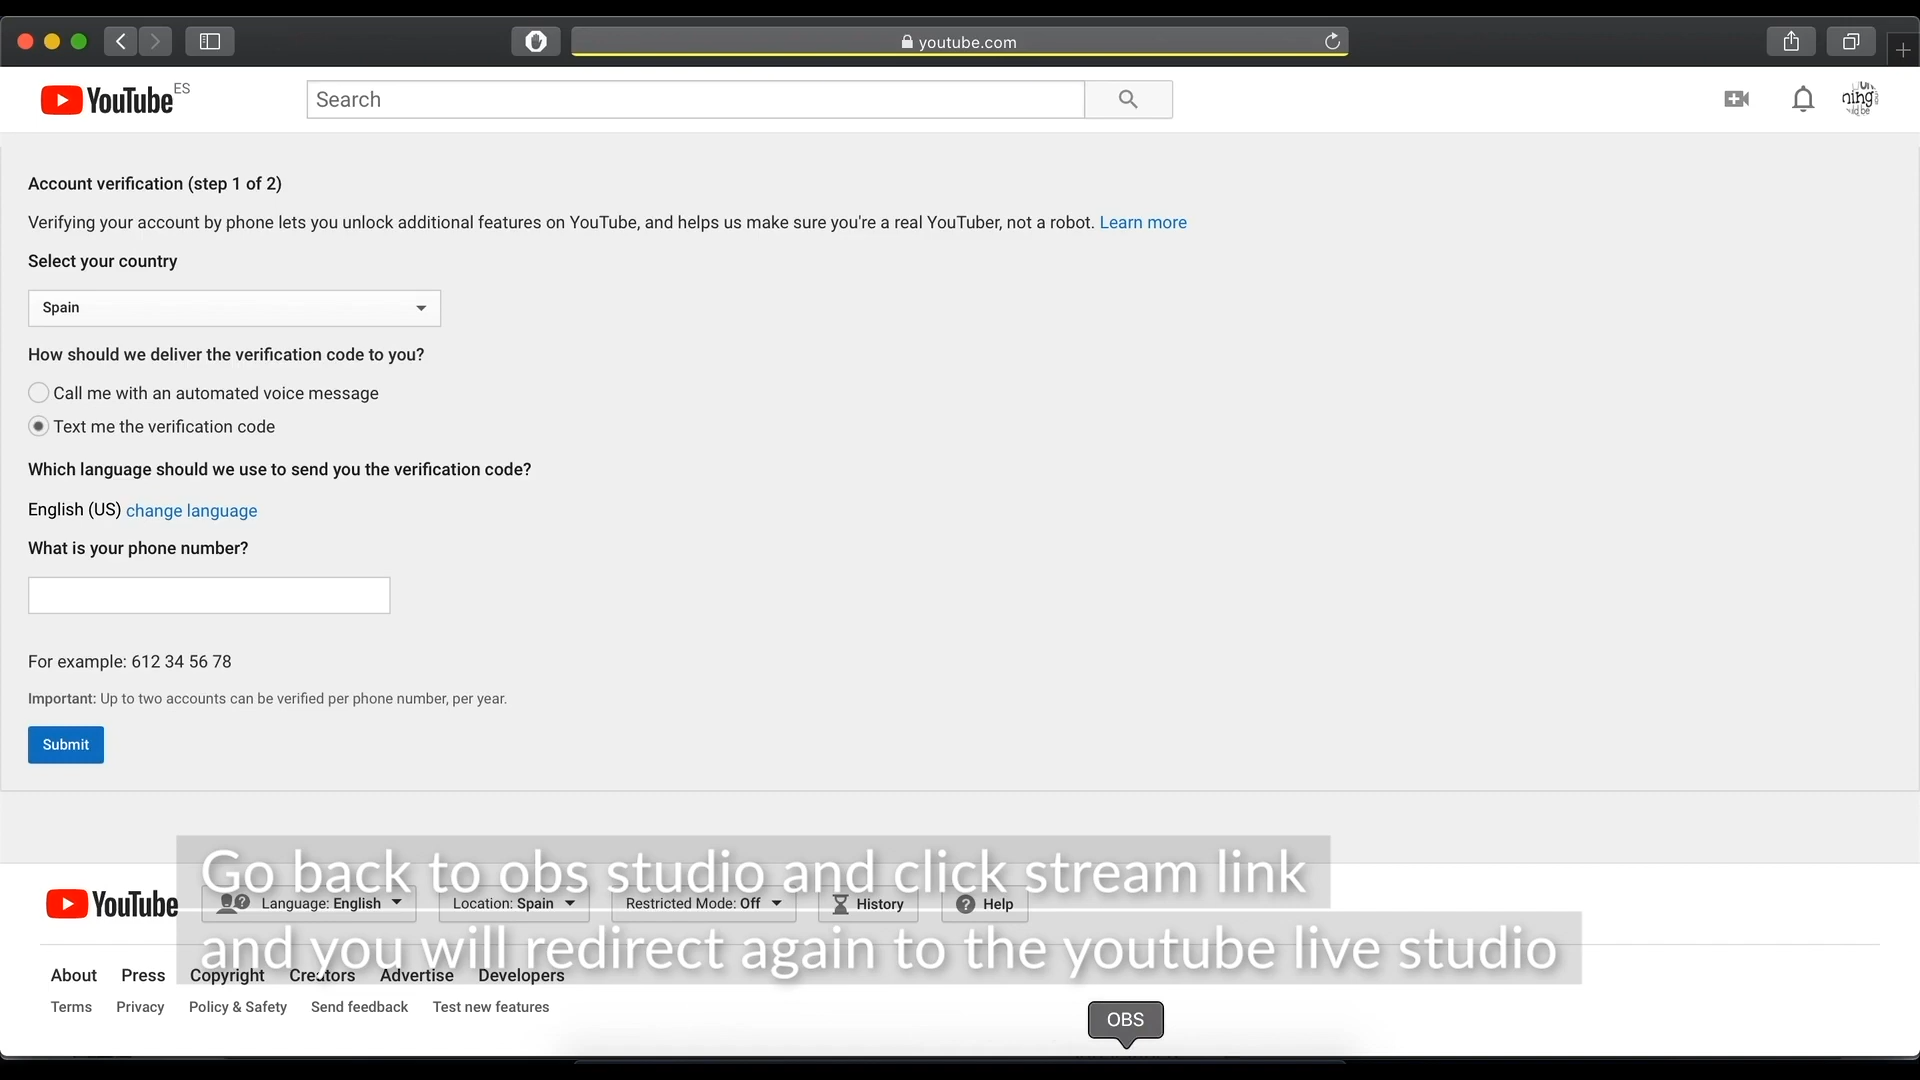 youtube.com
YouTube ES
Search
Account verification (step 1 of 2)
Verifying your account by phone lets you unlock additional features on YouTube, and helps us make sure you're a real YouTuber, not a robot. Learn more
Select your country
Spain
How should we deliver the verification code to you?
Call me with an automated voice message
Text me the verification code
Which language should we use to send you the verification code?
English (US) change language
What is your phone number?
For example: 612 34 56 78
Important: Up to two accounts can be verified per phone number, per year.
Submit
Go back to obs studio and click stream link
YouTube Language: English Location: Spain Restricted Mode: Off History Help
and you will redirect again to the youtube live studio
About Press Copyright Creators Advertise Developers
Terms Privacy Policy & Safety Send feedback Test new features
OBS